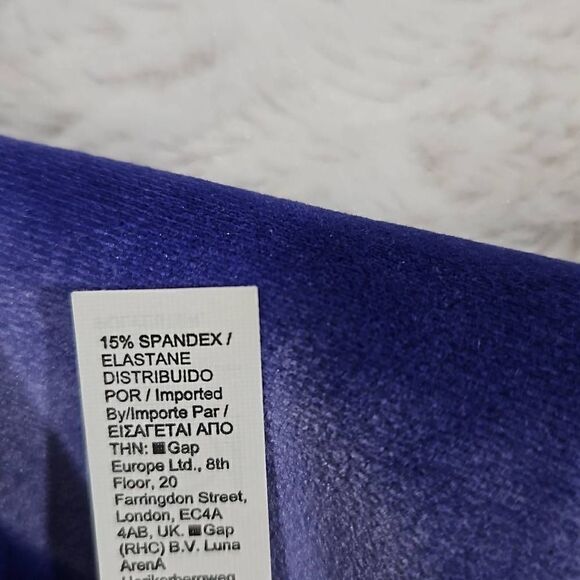 15% SPANDEX /
ELASTANE
DISTRIBUIDO
POR / Imported
By/Importe Par /
ΕΙΣΑΓΕΤΑΙ ΑΠΟ
ΤΗΝ: Gap
Europe Ltd., 8th
Floor, 20
Farringdon Street,
London, EC4A
4AB, UK. Gap
(RHC) B.V. Luna
ArenA
Herikerbergweg